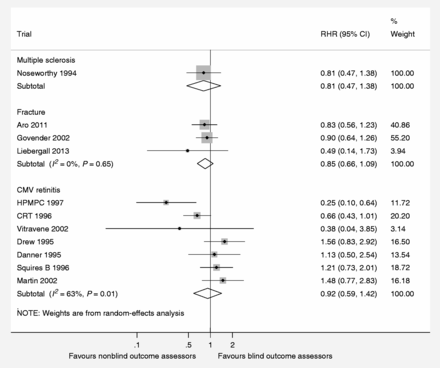 %
Trial RHR (95% CI) Weight
Multiple sclerosis
Noseworthy 1994 0.81 (0.47, 1.38) 100.00
Subtotal 0.81 (0.47, 1.38) 100.00
Fracture
Aro 2011 0.83 (0.56, 1.23) 40.86
Govender 2002 0.90 (0.64, 1.26) 55.20
Liebergall 2013 0.49 (0.14, 1.73) 3.94
Subtotal (I² = 0%, P = 0.65) 0.85 (0.66, 1.09) 100.00
CMV retinitis
HPMPC 1997 0.25 (0.10, 0.64) 11.72
CRT 1996 0.66 (0.43, 1.01) 20.20
Vitravene 2002 0.38 (0.04, 3.85) 3.14
Drew 1995 1.56 (0.83, 2.92) 16.50
Danner 1995 1.13 (0.50, 2.54) 13.54
Squires B 1996 1.21 (0.73, 2.01) 18.72
Martin 2002 1.48 (0.77, 2.83) 16.18
Subtotal (I² = 63%, P = 0.01) 0.92 (0.59, 1.42) 100.00
NOTE: Weights are from random-effects analysis
.1 .5 1 2
Favours nonblind outcome assessors Favours blind outcome assessors